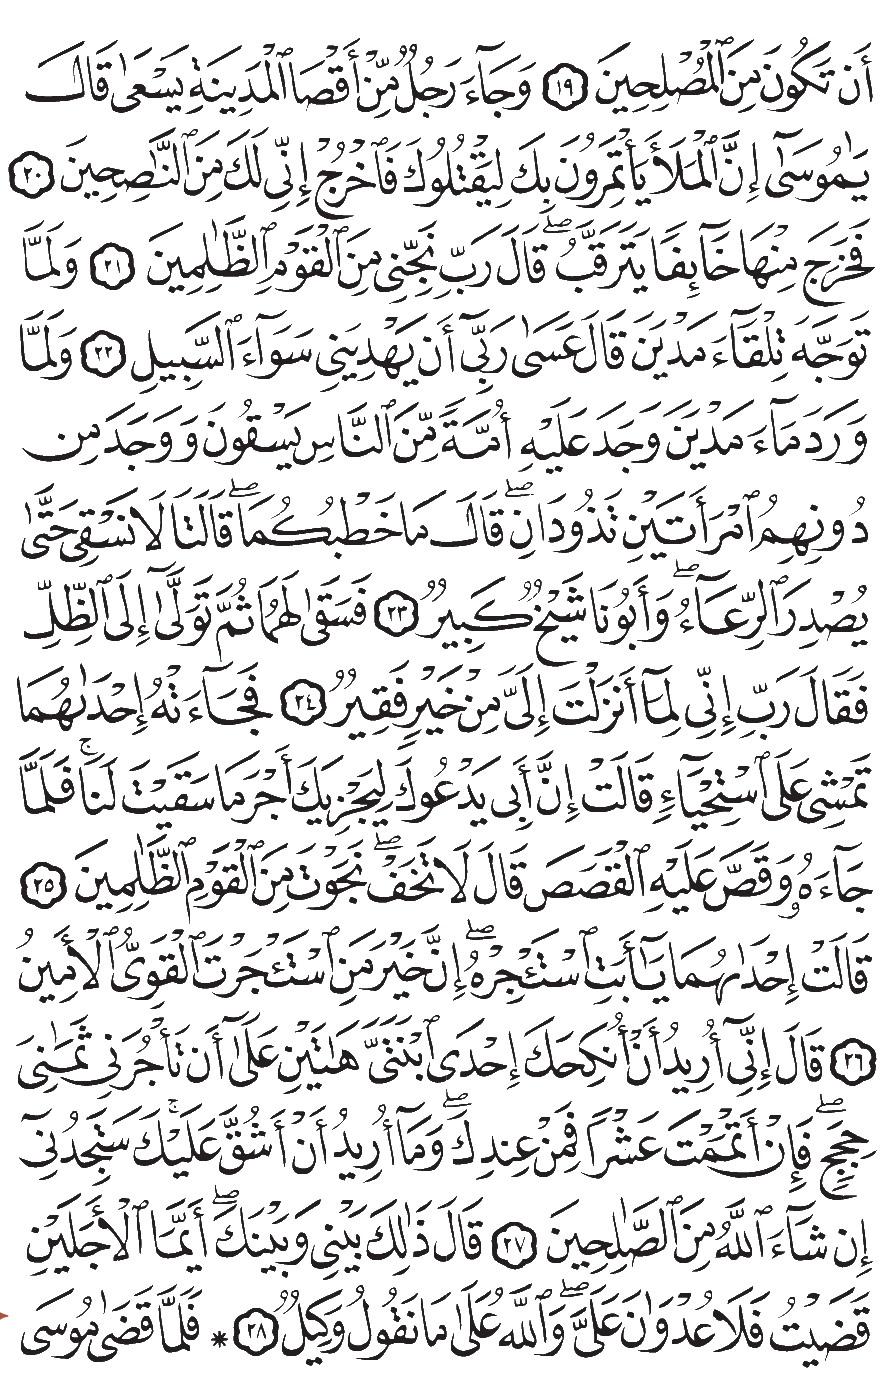 أَن تَكُونَ مِنَ ٱلْمُصْلِحِينَ ١٩ وَجَآءَ رَجُلٌ مِّنْ أَقْصَا ٱلْمَدِينَةِ يَسْعَىٰ قَالَ
يَٰمُوسَىٰٓ إِنَّ ٱلْمَلَأَ يَأْتَمِرُونَ بِكَ لِيَقْتُلُوكَ فَٱخْرُجْ إِنِّى لَكَ مِنَ ٱلنَّٰصِحِينَ ٢٠
فَخَرَجَ مِنْهَا خَآئِفًا يَتَرَقَّبُ ۖ قَالَ رَبِّ نَجِّنِى مِنَ ٱلْقَوْمِ ٱلظَّٰلِمِينَ ٢١ وَلَمَّا
تَوَجَّهَ تِلْقَآءَ مَدْيَنَ قَالَ عَسَىٰ رَبِّىٓ أَن يَهْدِيَنِى سَوَآءَ ٱلسَّبِيلِ ٢٢ وَلَمَّا
وَرَدَ مَآءَ مَدْيَنَ وَجَدَ عَلَيْهِ أُمَّةً مِّنَ ٱلنَّاسِ يَسْقُونَ وَوَجَدَ مِن
دُونِهِمُ ٱمْرَأَتَيْنِ تَذُودَانِ ۖ قَالَ مَا خَطْبُكُمَا ۖ قَالَتَا لَا نَسْقِى حَتَّىٰ
يُصْدِرَ ٱلرِّعَآءُ ۖ وَأَبُونَا شَيْخٌ كَبِيرٌ ٢٣ فَسَقَىٰ لَهُمَا ثُمَّ تَوَلَّىٰٓ إِلَى ٱلظِّلِّ
فَقَالَ رَبِّ إِنِّى لِمَآ أَنزَلْتَ إِلَىَّ مِنْ خَيْرٍ فَقِيرٌ ٢٤ فَجَآءَتْهُ إِحْدَىٰهُمَا
تَمْشِى عَلَى ٱسْتِحْيَآءٍ قَالَتْ إِنَّ أَبِى يَدْعُوكَ لِيَجْزِيَكَ أَجْرَ مَا سَقَيْتَ لَنَا ۚ فَلَمَّا
جَآءَهُۥ وَقَصَّ عَلَيْهِ ٱلْقَصَصَ قَالَ لَا تَخَفْ ۖ نَجَوْتَ مِنَ ٱلْقَوْمِ ٱلظَّٰلِمِينَ ٢٥
قَالَتْ إِحْدَىٰهُمَا يَٰٓأَبَتِ ٱسْتَـْٔجِرْهُ ۖ إِنَّ خَيْرَ مَنِ ٱسْتَـْٔجَرْتَ ٱلْقَوِىُّ ٱلْأَمِينُ
٢٦ قَالَ إِنِّىٓ أُرِيدُ أَنْ أُنكِحَكَ إِحْدَى ٱبْنَتَىَّ هَٰتَيْنِ عَلَىٰٓ أَن تَأْجُرَنِى ثَمَٰنِىَ
حِجَجٍ ۖ فَإِنْ أَتْمَمْتَ عَشْرًا فَمِنْ عِندِكَ ۖ وَمَآ أُرِيدُ أَنْ أَشُقَّ عَلَيْكَ ۚ سَتَجِدُنِىٓ
إِن شَآءَ ٱللَّهُ مِنَ ٱلصَّٰلِحِينَ ٢٧ قَالَ ذَٰلِكَ بَيْنِى وَبَيْنَكَ ۖ أَيَّمَا ٱلْأَجَلَيْنِ
قَضَيْتُ فَلَا عُدْوَٰنَ عَلَىَّ ۖ وَٱللَّهُ عَلَىٰ مَا نَقُولُ وَكِيلٌ ٢٨ * فَلَمَّا قَضَىٰ مُوسَى